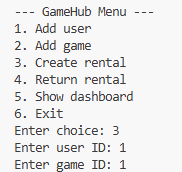 --- GameHub Menu ---
1. Add user
2. Add game
3. Create rental
4. Return rental
5. Show dashboard
6. Exit
Enter choice: 3
Enter user ID: 1
Enter game ID: 1